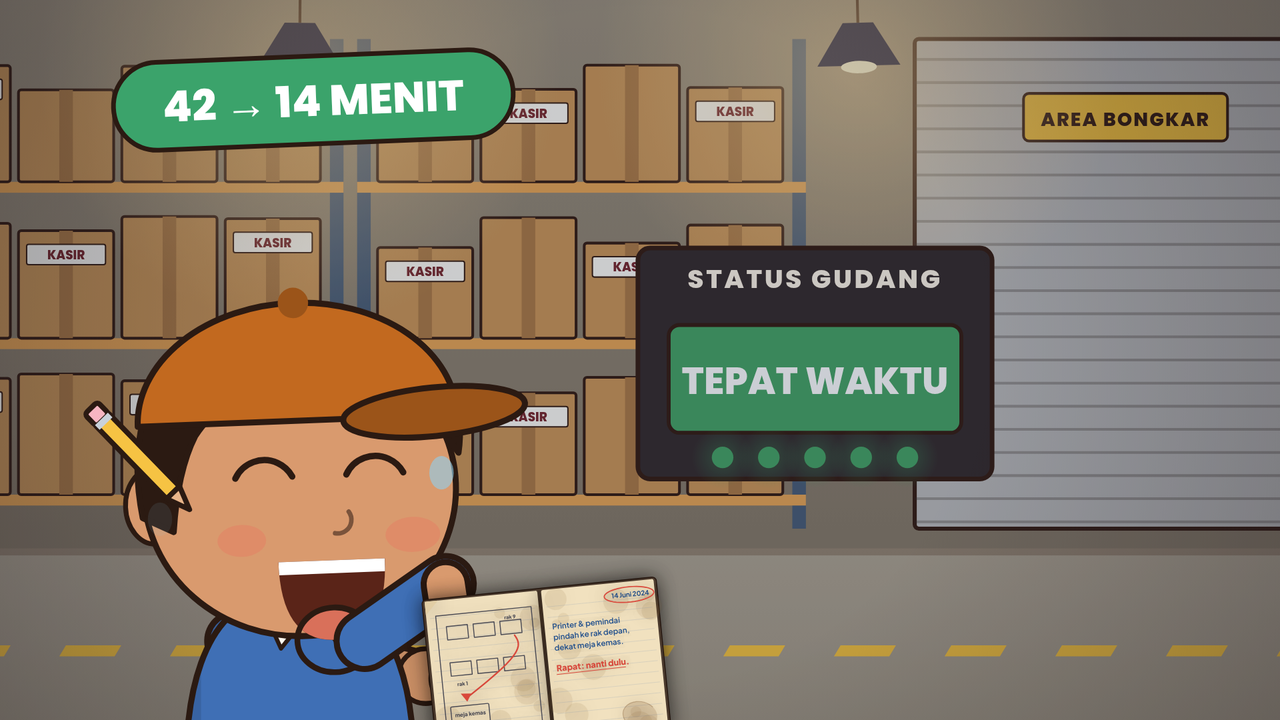 42 → 14 MENIT
KASIR
KASIR
AREA BONGKAR
KASIR
KASIR
KASIR
KAS
STATUS GUDANG
TEPAT WAKTU
KASIR
14 Juni 2024
rak 9
Printer & pemindai
pindah ke rak depan,
dekat meja kemas.
Rapat: nanti dulu.
rak 1
meja kemas